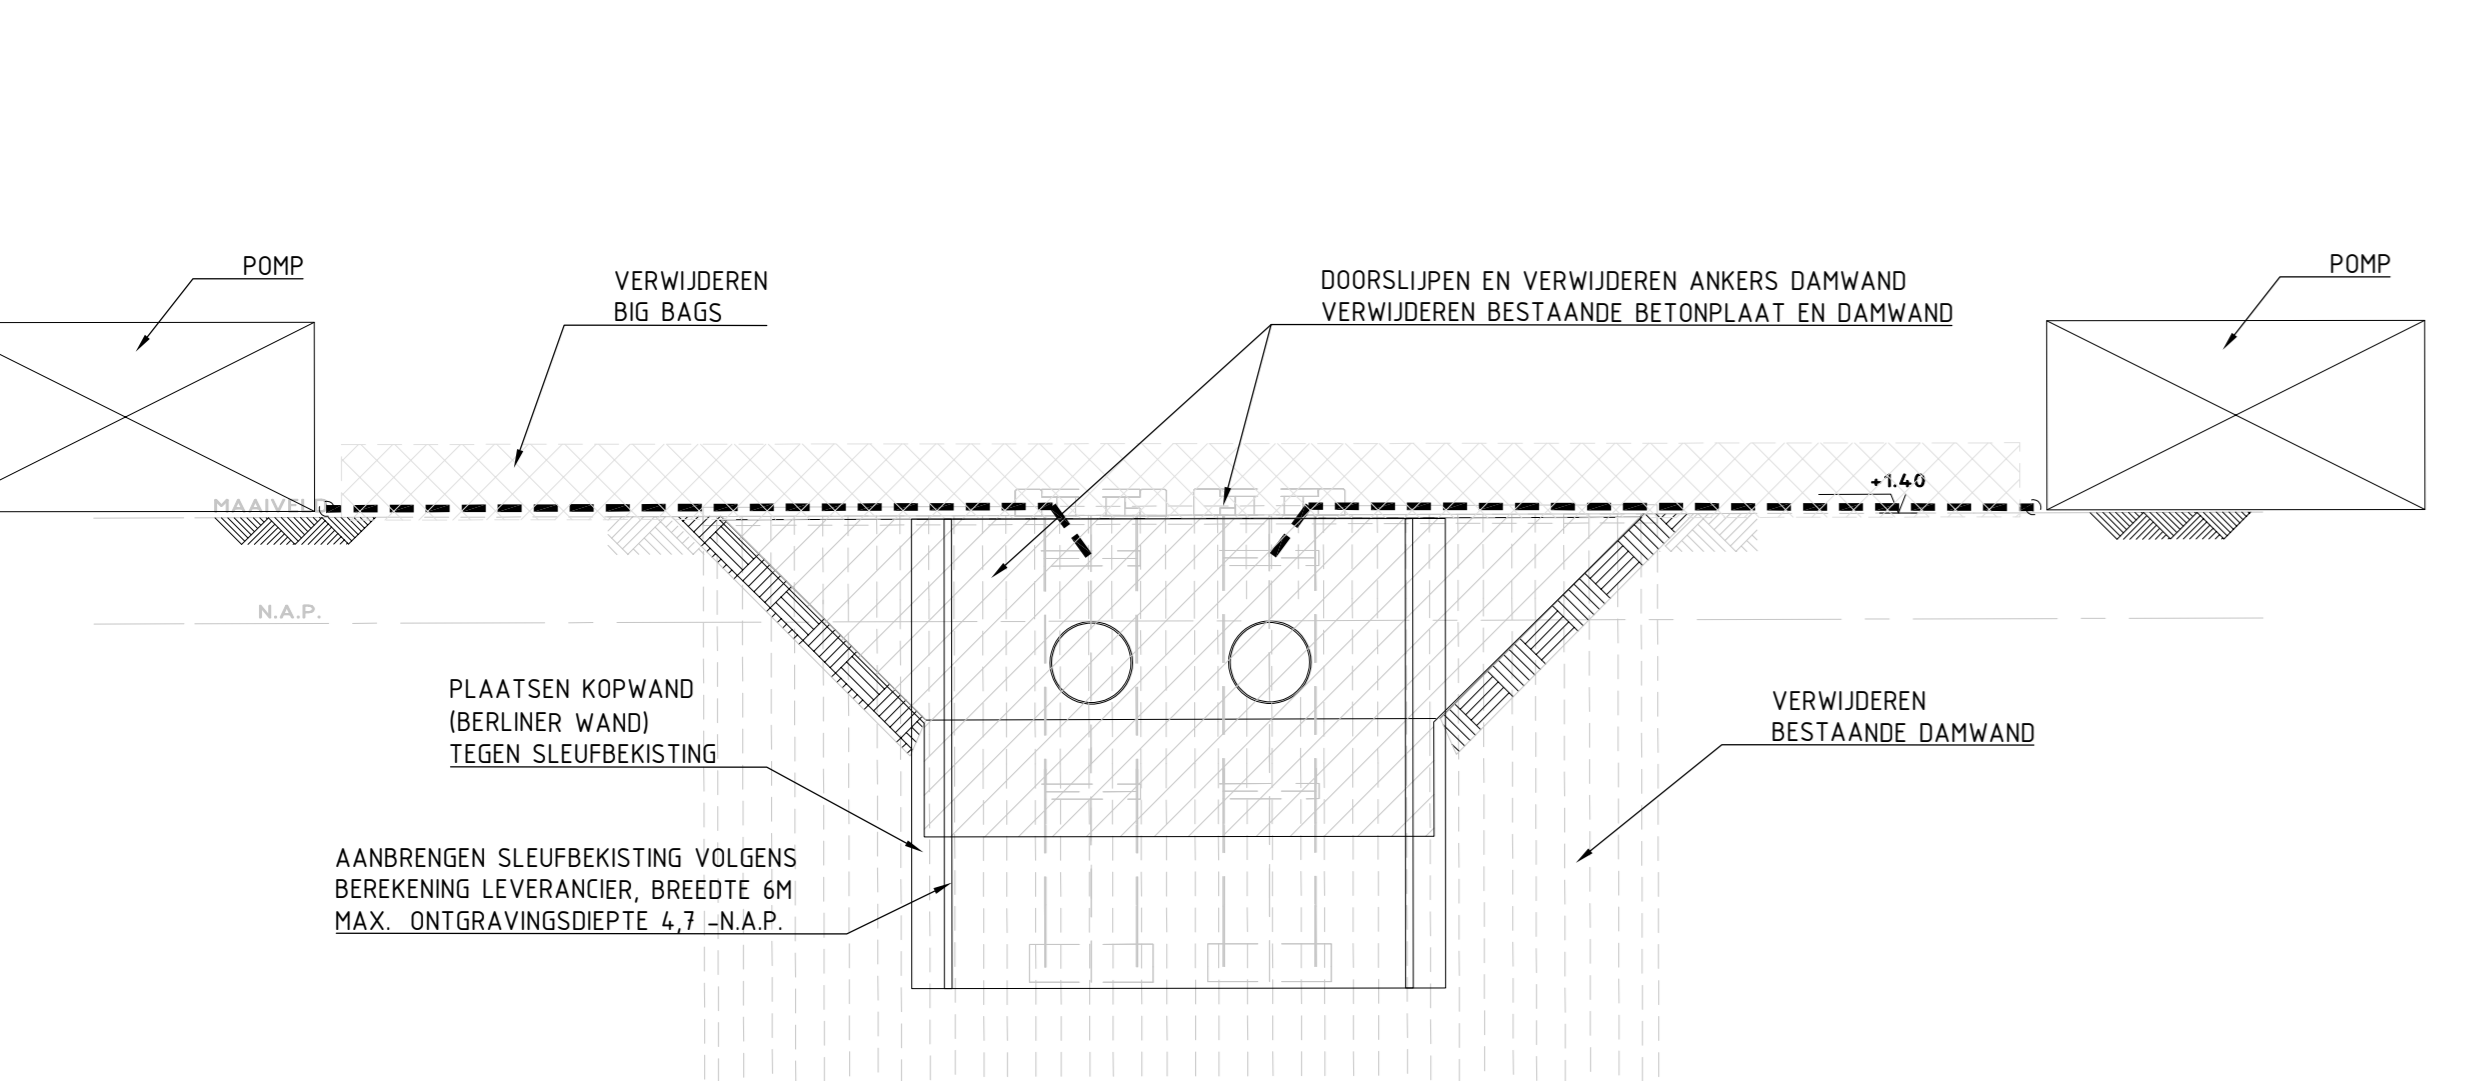 POMP
VERWIJDEREN
BIG BAGS
DOORSLIJPEN EN VERWIJDEREN ANKERS DAMWAND
VERWIJDEREN BESTAANDE BETONPLAAT EN DAMWAND
POMP
+1.40
MAAIVELD
N.A.P.
PLAATSEN KOPWAND
(BERLINER WAND)
TEGEN SLEUFBEKISTING
VERWIJDEREN
BESTAANDE DAMWAND
AANBRENGEN SLEUFBEKISTING VOLGENS
BEREKENING LEVERANCIER, BREEDTE 6M
MAX. ONTGRAVINGSDIEPTE 4,7 -N.A.P.